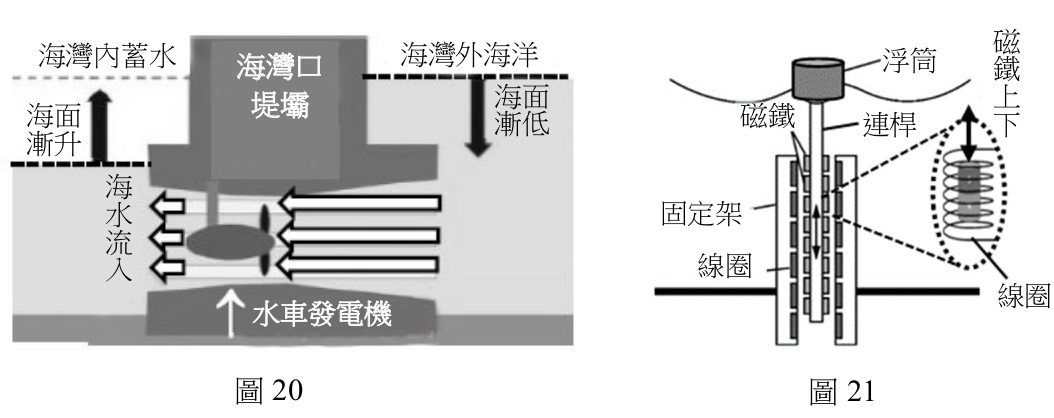 海灣內蓄水
海灣口
堤壩
海灣外海洋
海面
漸升
海面
漸低
海水流入
水車發電機
圖 20
浮筒
磁鐵上下
磁鐵
連桿
固定架
線圈
線圈
圖 21